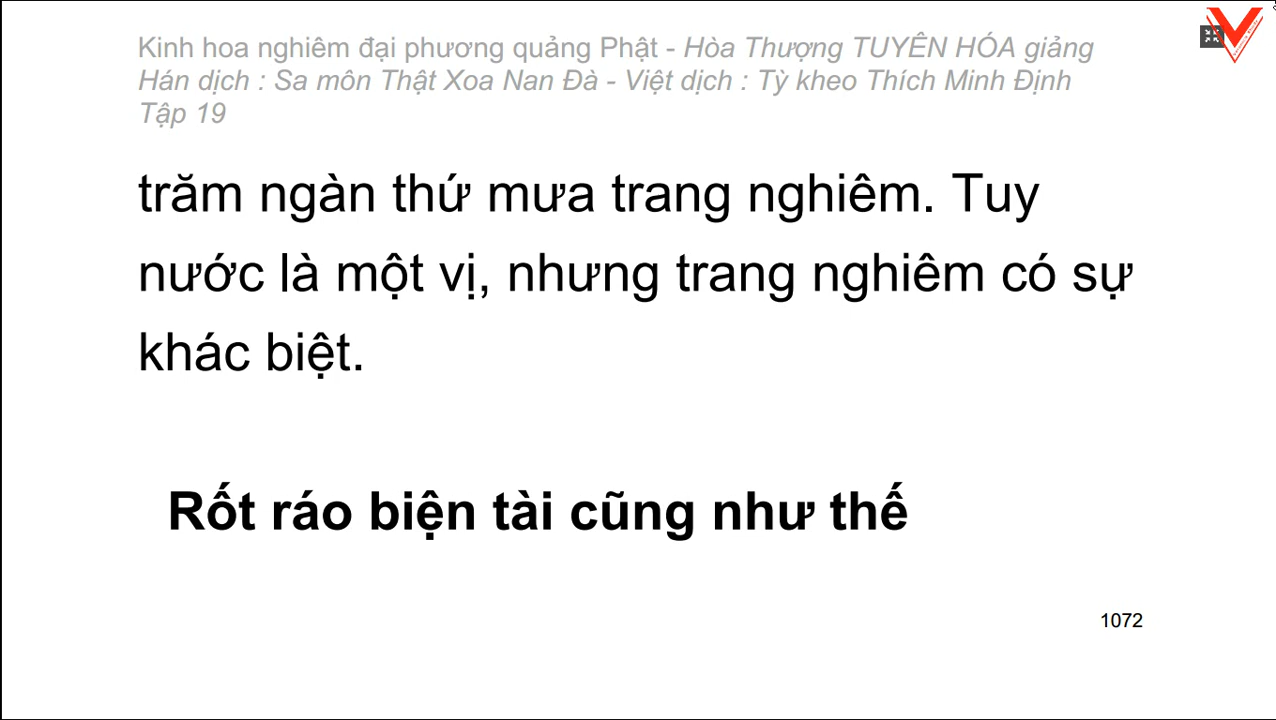 Kinh hoa nghiêm đại phương quảng Phật - Hòa Thượng TUYÊN HÓA giảng
Hán dịch : Sa môn Thật Xoa Nan Đà - Việt dịch : Tỳ kheo Thích Minh Định
Tập 19
trăm ngàn thứ mưa trang nghiêm. Tuy
nước là một vị, nhưng trang nghiêm có sự
khác biệt.
Rốt ráo biện tài cũng như thế
1072